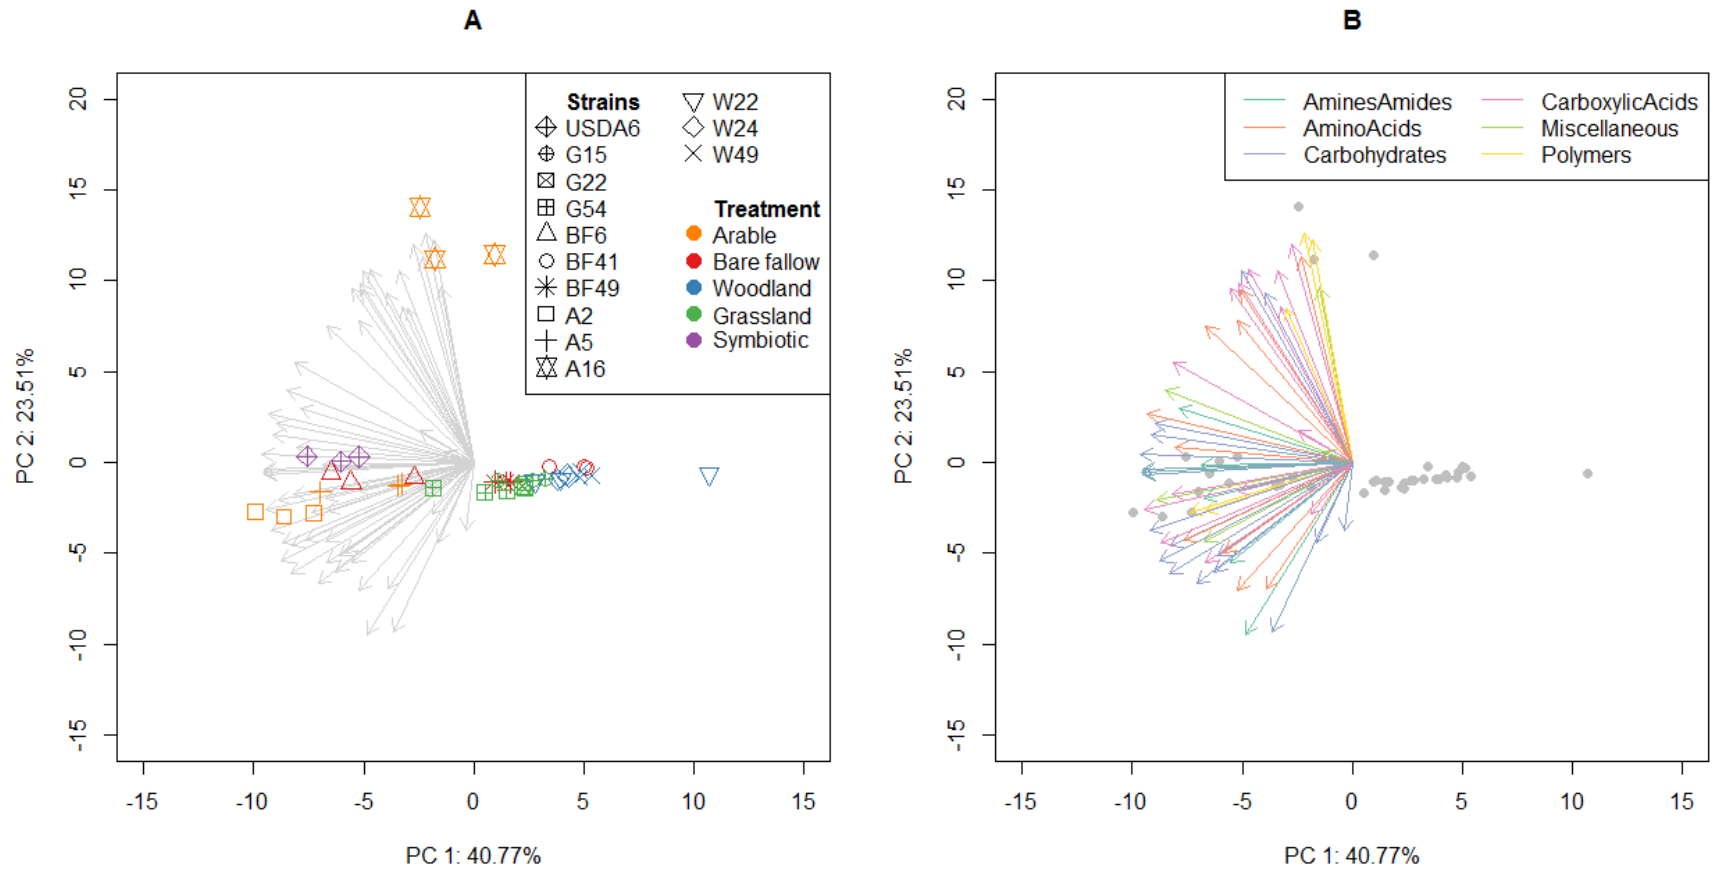 A
Strains
USDA6
G15
G22
G54
BF6
BF41
BF49
A2
A5
A16
W22
W24
W49
Treatment
Arable
Bare fallow
Woodland
Grassland
Symbiotic
PC 2: 23.51%
20
15
10
5
0
-5
-10
-15
-15 -10 -5 0 5 10 15
PC 1: 40.77%
B
AminesAmides
AminoAcids
Carbohydrates
CarboxylicAcids
Miscellaneous
Polymers
PC 2: 23.51%
20
15
10
5
0
-5
-10
-15
-15 -10 -5 0 5 10 15
PC 1: 40.77%